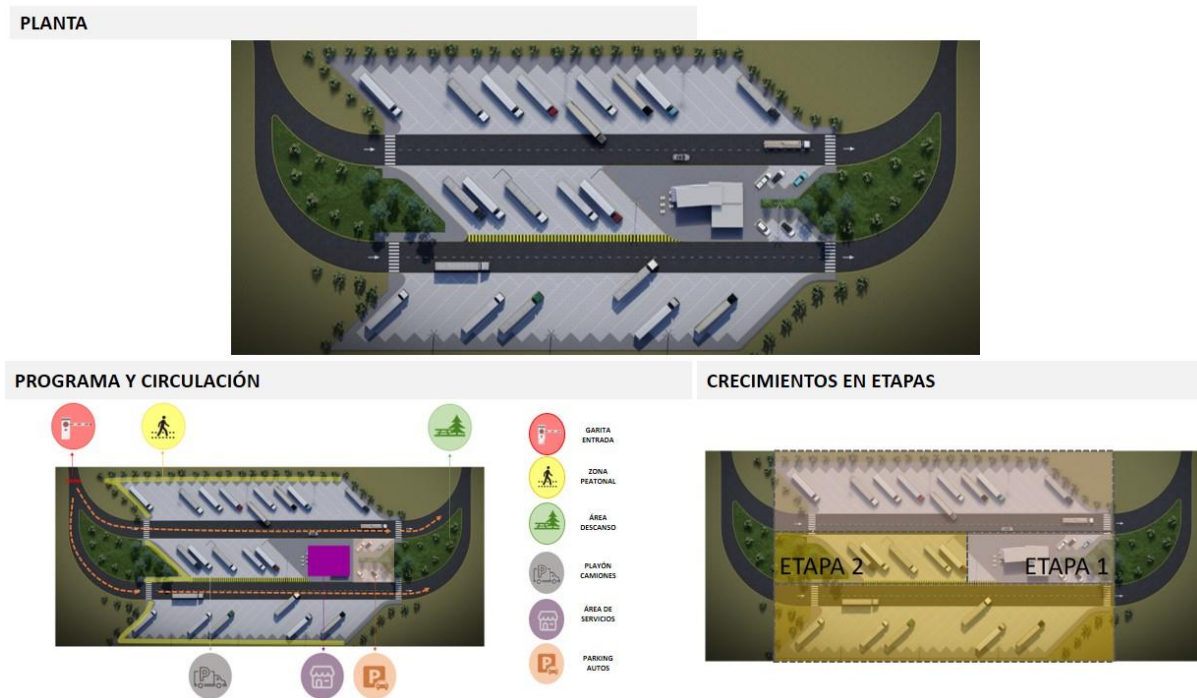 PLANTA
PROGRAMA Y CIRCULACIÓN
GARITA
ENTRADA
ZONA
PEATONAL
ÁREA
DESCANSO
PLAYÓN
CAMIONES
ÁREA DE
SERVICIOS
PARKING
AUTOS
CRECIMIENTOS EN ETAPAS
ETAPA 2
ETAPA 1